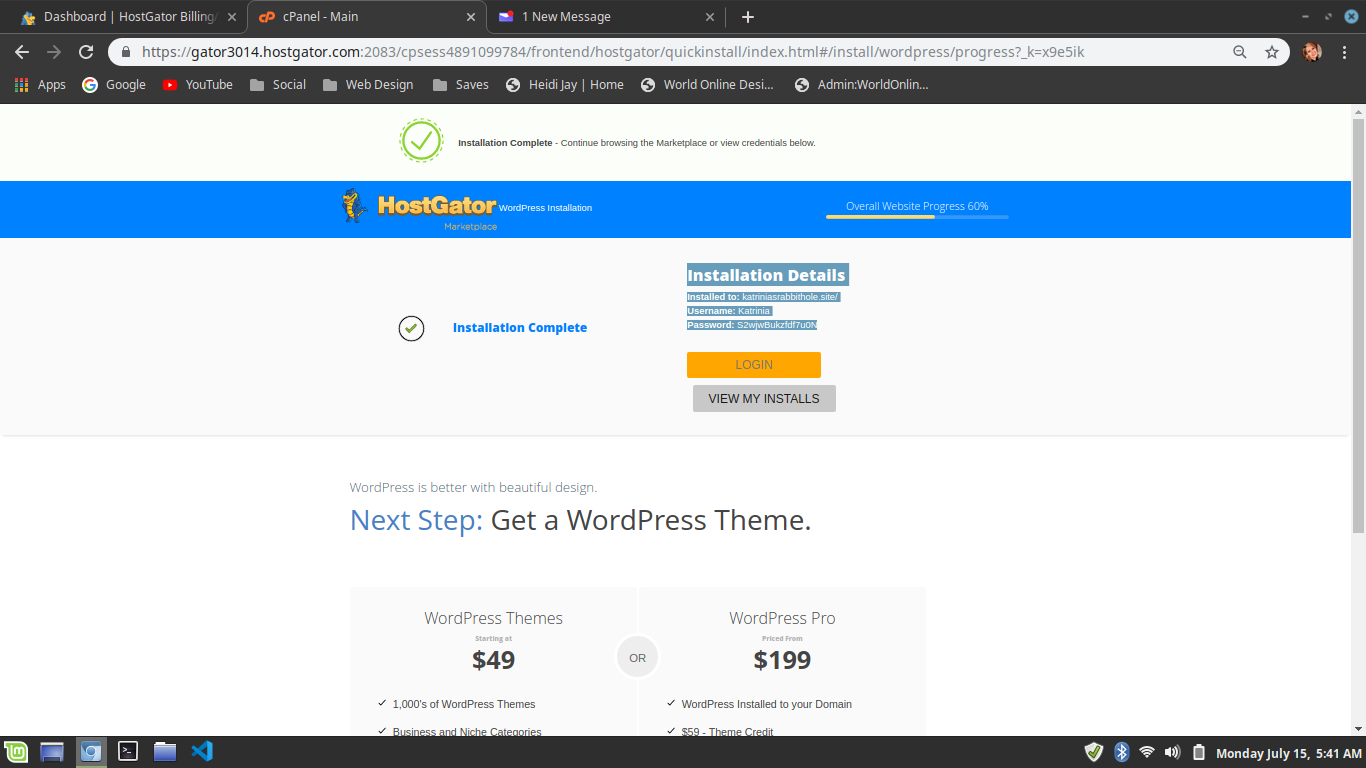 Dashboard | HostGator Billing/
cPanel - Main
1 New Message
https://gator3014.hostgator.com:2083/cpsess4891099784/frontend/hostgator/quickinstall/index.html#/install/wordpress/progress?_k=x9e5ik
Apps
Google
YouTube
Social
Web Design
Saves
Heidi Jay | Home
World Online Desi...
Admin:WorldOnlin...
Installation Complete - Continue browsing the Marketplace or view credentials below.
HostGator WordPress Installation
Marketplace
Overall Website Progress 60%
Installation Complete
Installation Details
Installed to: katriniasrabbithole.site/
Username: Katrinia
Password: S2wjwBukzfdf7u0N
LOGIN
VIEW MY INSTALLS
WordPress is better with beautiful design.
Next Step: Get a WordPress Theme.
WordPress Themes
Starting at
$49
1,000's of WordPress Themes
Business and Niche Categories
OR
WordPress Pro
Priced From
$199
WordPress Installed to your Domain
$59 - Theme Credit
Monday July 15, 5:41 AM